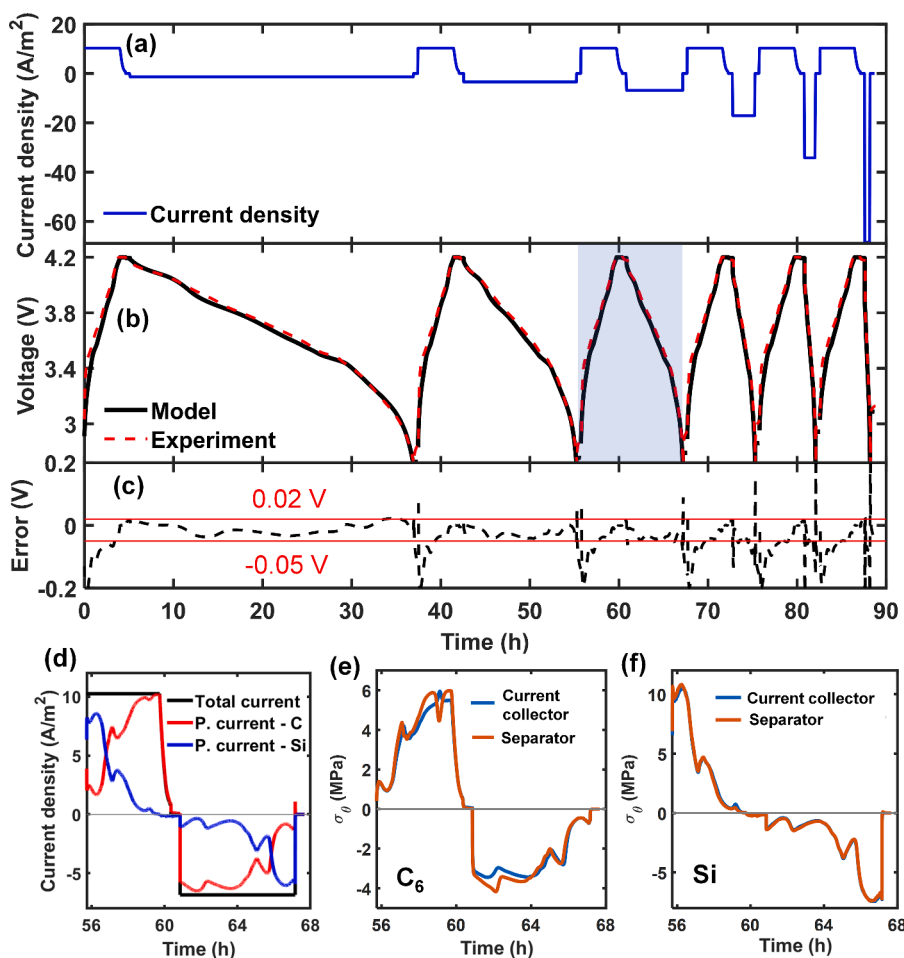 (a)
Current density (A/m²)
20
0
-20
-40
-60
Current density
(b)
Voltage (V)
4.2
3.8
3.4
3
Model
Experiment
0.2
(c)
Error (V)
0
-0.2
0.02 V
-0.05 V
0 10 20 30 40 50 60 70 80 90
Time (h)
(d)
Current density (A/m²)
10
5
0
-5
Total current
P. current - C
P. current - Si
56 60 64 68
Time (h)
(e)
σθ (MPa)
6
4
2
0
-2
-4
Current
collector
Separator
C₆
56 60 64 68
Time (h)
(f)
σθ (MPa)
10
5
0
-5
Current collector
Separator
Si
56 60 64 68
Time (h)